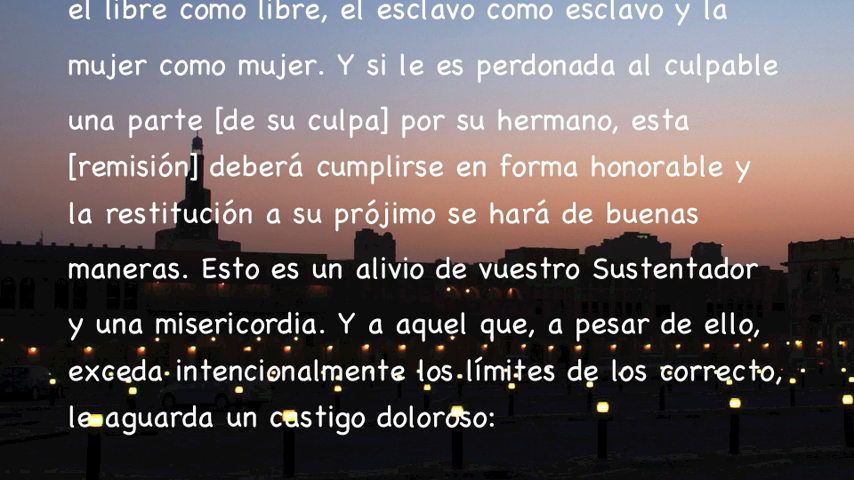 el libre como libre, el esclavo como esclavo y la
mujer como mujer. Y si le es perdonada al culpable
una parte [de su culpa] por su hermano, esta
[remisión] deberá cumplirse en forma honorable y
la restitución a su prójimo se hará de buenas
maneras. Esto es un alivio de vuestro Sustentador
y una misericordia. Y a aquel que, a pesar de ello,
exceda intencionalmente los límites de los correcto,
le aguarda un castigo doloroso: